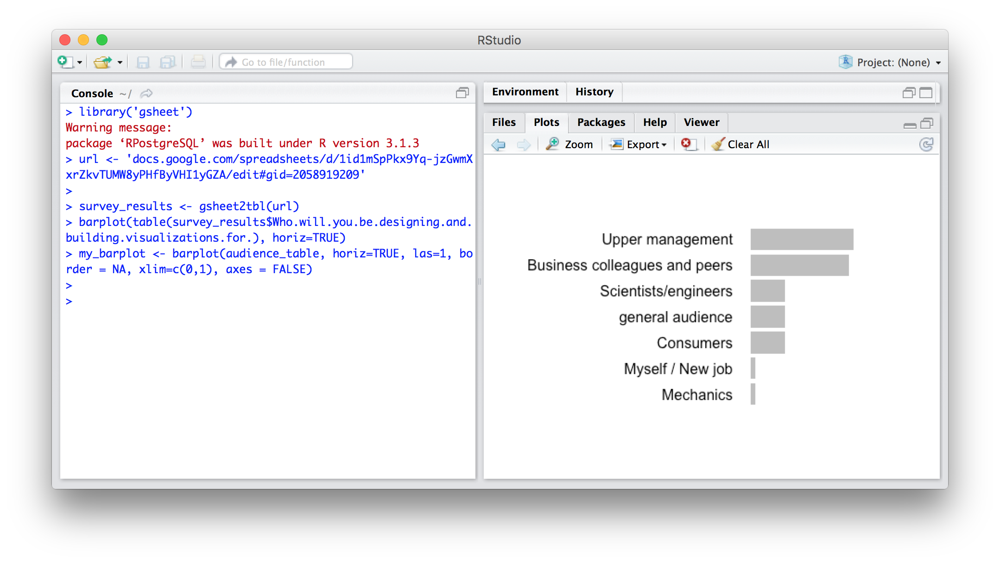 RStudio
Go to file/function
Project: (None)
Console ~/
> library('gsheet')
Warning message:
package ‘RPostgreSQL’ was built under R version 3.1.3
> url <- 'docs.google.com/spreadsheets/d/1id1mSpPkx9Yq-jzGwmX
xrZkvTUMW8yPHfByVHI1yGZA/edit#gid=2058919209'
>
> survey_results <- gsheet2tbl(url)
> barplot(table(survey_results$Who.will.you.be.designing.and.
building.visualizations.for.), horiz=TRUE)
> my_barplot <- barplot(audience_table, horiz=TRUE, las=1, bo
rder = NA, xlim=c(0,1), axes = FALSE)
>
>
Environment History
Files Plots Packages Help Viewer
Zoom Export Clear All
Upper management
Business colleagues and peers
Scientists/engineers
general audience
Consumers
Myself / New job
Mechanics